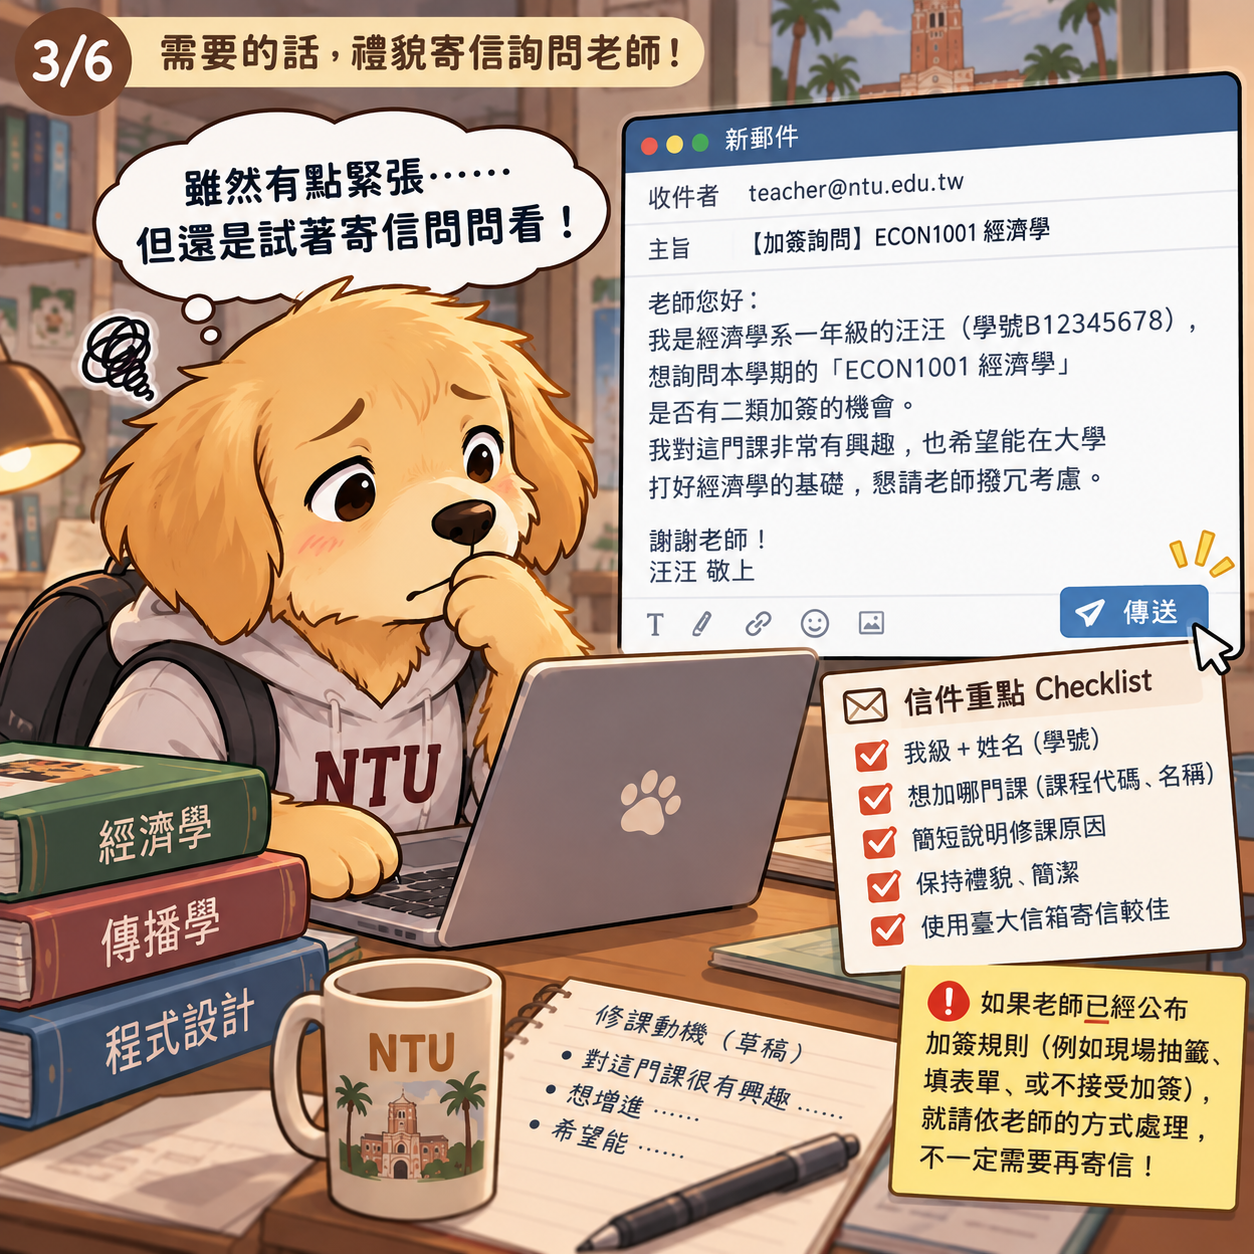 3/6
需要的話，禮貌寄信詢問老師！
雖然有點緊張⋯⋯
但還是試著寄信問問看！
新郵件
收件者 teacher@ntu.edu.tw
主旨 【加簽詢問】ECON1001 經濟學
老師您好：
我是經濟學系一年級的汪汪（學號B12345678），
想詢問本學期的「ECON1001 經濟學」
是否有二類加簽的機會。
我對這門課非常有興趣，也希望能在大學
打好經濟學的基礎，懇請老師撥冗考慮。
謝謝老師！
汪汪 敬上
T
傳送
信件重點 Checklist
我級＋姓名（學號）
想加哪門課（課程代碼、名稱）
簡短說明修課原因
保持禮貌、簡潔
使用臺大信箱寄信較佳
如果老師已經公布
加簽規則（例如現場抽籤、
填表單、或不接受加簽），
就請依老師的方式處理，
不一定需要再寄信！
NTU
經濟學
傳播學
程式設計
NTU
修課動機（草稿）
• 對這門課很有興趣⋯⋯
• 想增進⋯⋯
• 希望能⋯⋯